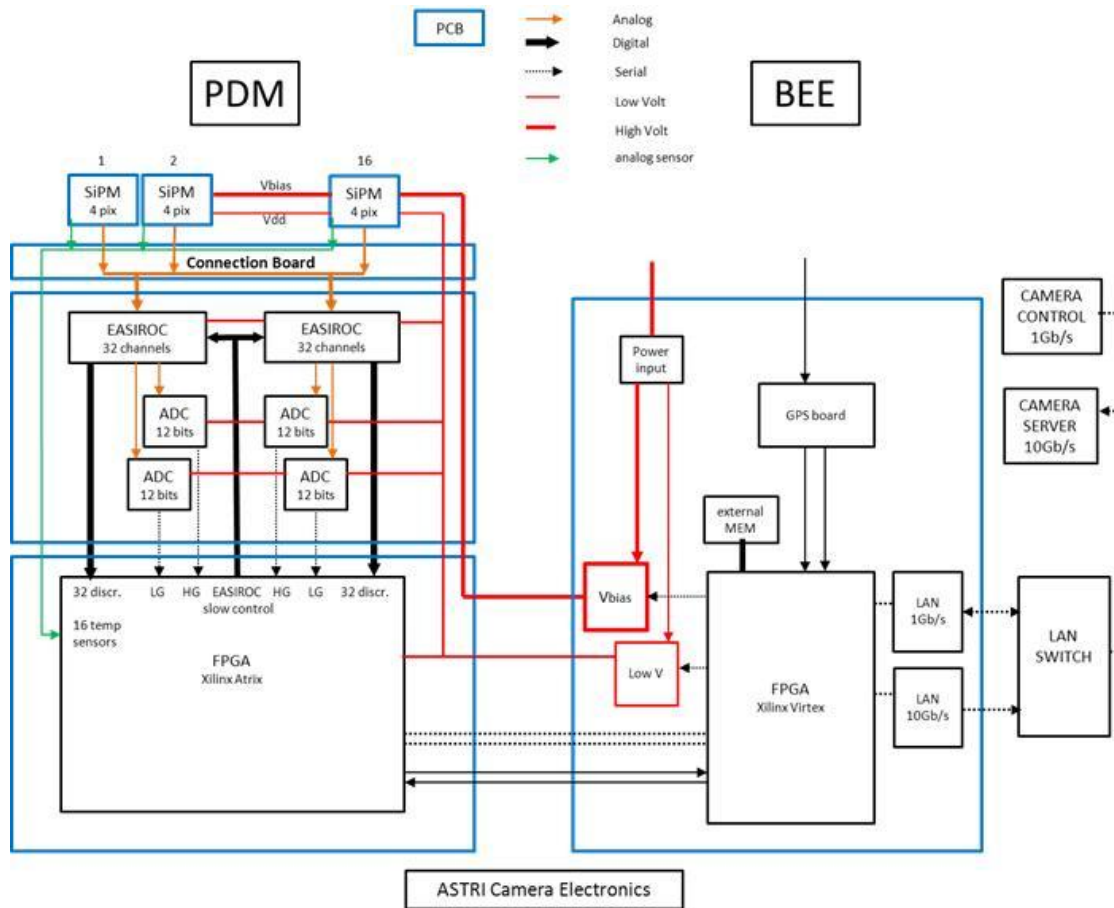 PCB
Analog
Digital
Serial
Low Volt
High Volt
analog sensor
PDM
BEE
1
2
16
SiPM
4 pix
SiPM
4 pix
SiPM
4 pix
Vbias
Vdd
Connection Board
EASIROC
32 channels
EASIROC
32 channels
ADC
12 bits
ADC
12 bits
ADC
12 bits
ADC
12 bits
32 discr.
LG
HG
EASIROC
slow control
HG
LG
32 discr.
16 temp
sensors
FPGA
Xilinx Atrix
Power
input
GPS board
external
MEM
Vbias
Low V
FPGA
Xilinx Virtex
LAN
1Gb/s
LAN
10Gb/s
CAMERA
CONTROL
1Gb/s
CAMERA
SERVER
10Gb/s
LAN
SWITCH
ASTRI Camera Electronics